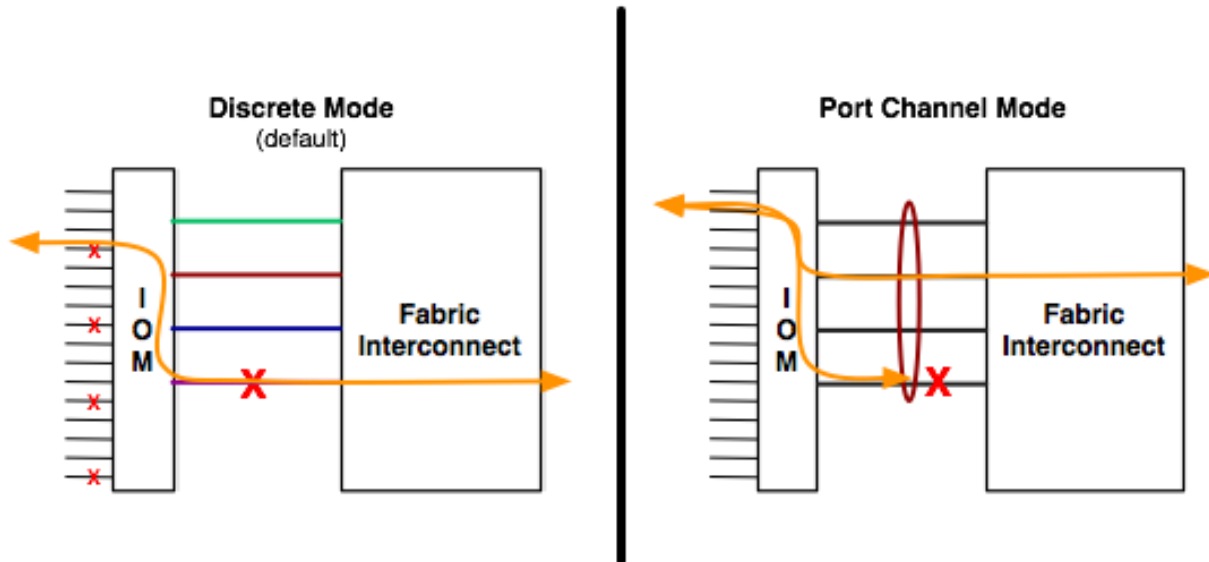 Discrete Mode
(default)
I
O
M
Fabric
Interconnect
X
X
X
X
X
Port Channel Mode
I
O
M
Fabric
Interconnect
X